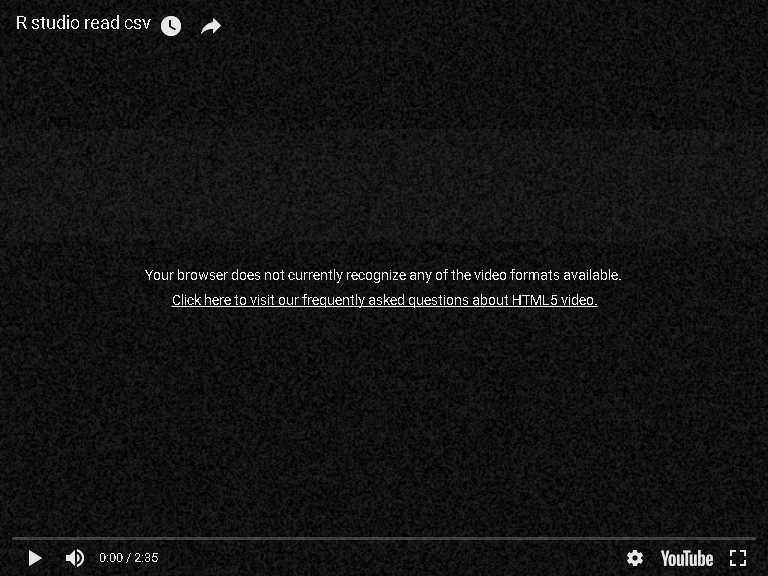 R studio read csv
Your browser does not currently recognize any of the video formats available.
Click here to visit our frequently asked questions about HTML5 video.
0:00 / 2:35
YouTube